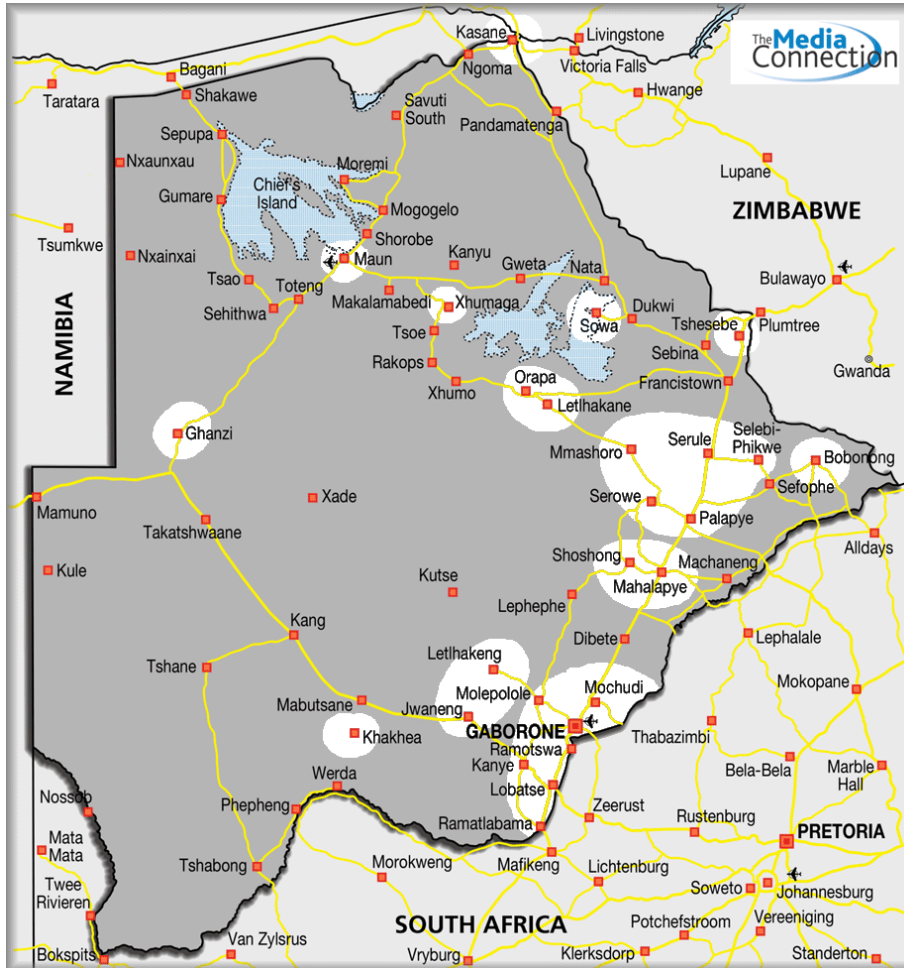 The Media
Connection
Kasane
Livingstone
Ngoma
Victoria Falls
Bagani
Taratara
Shakawe
Savuti
South
Hwange
Pandamatenga
Sepupa
Nxaunxau
Moremi
Lupane
Chief's
Island
Gumare
Mogogelo
ZIMBABWE
Tsumkwe
Shorobe
Nxainxai
Maun
Kanyu
Gweta
Nata
Bulawayo
Tsao
Toteng
Makalamabedi
Xhumaga
Sehithwa
Sowa
Dukwi
Tshesebe
Plumtree
NAMIBIA
Tsoe
Sebina
Rakops
Gwanda
Xhumo
Orapa
Francistown
Letlhakane
Ghanzi
Mmashoro
Serule
Selebi-
Phikwe
Bobonong
Sefophe
Mamuno
Xade
Serowe
Palapye
Takatshwaane
Alldays
Kule
Shoshong
Machaneng
Kutse
Mahalapye
Lephephe
Kang
Dibete
Lephalale
Tshane
Letlhakeng
Mokopane
Molepolole
Mochudi
Mabutsane
Jwaneng
GABORONE
Khakhea
Thabazimbi
Ramotswa
Kanye
Bela-Bela
Marble
Hall
Werda
Lobatse
Nossob
Phepheng
Zeerust
Rustenburg
Ramatlabama
PRETORIA
Mata
Mata
Tshabong
Morokweng
Mafikeng
Lichtenburg
Twee
Rivieren
Soweto
Johannesburg
SOUTH AFRICA
Potchefstroom
Vereeniging
Bokspits
Van Zylsrus
Vryburg
Klerksdorp
Standerton